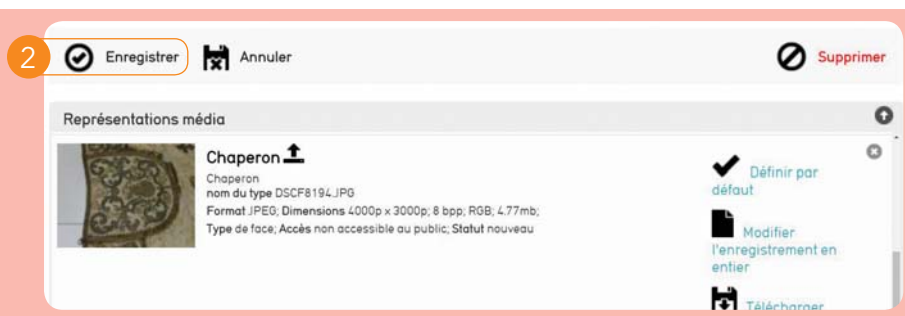 2 Enregistrer Annuler Supprimer
Représentations média
Chaperon
Chaperon
nom du type DSCF8194.JPG
Format JPEG; Dimensions 4000p x 3000p; 8 bpp; RGB; 4.77mb;
Type de face; Accès non accessible au public; Statut nouveau
Définir par
défaut
Modifier
l'enregistrement en
entier
Télécharger